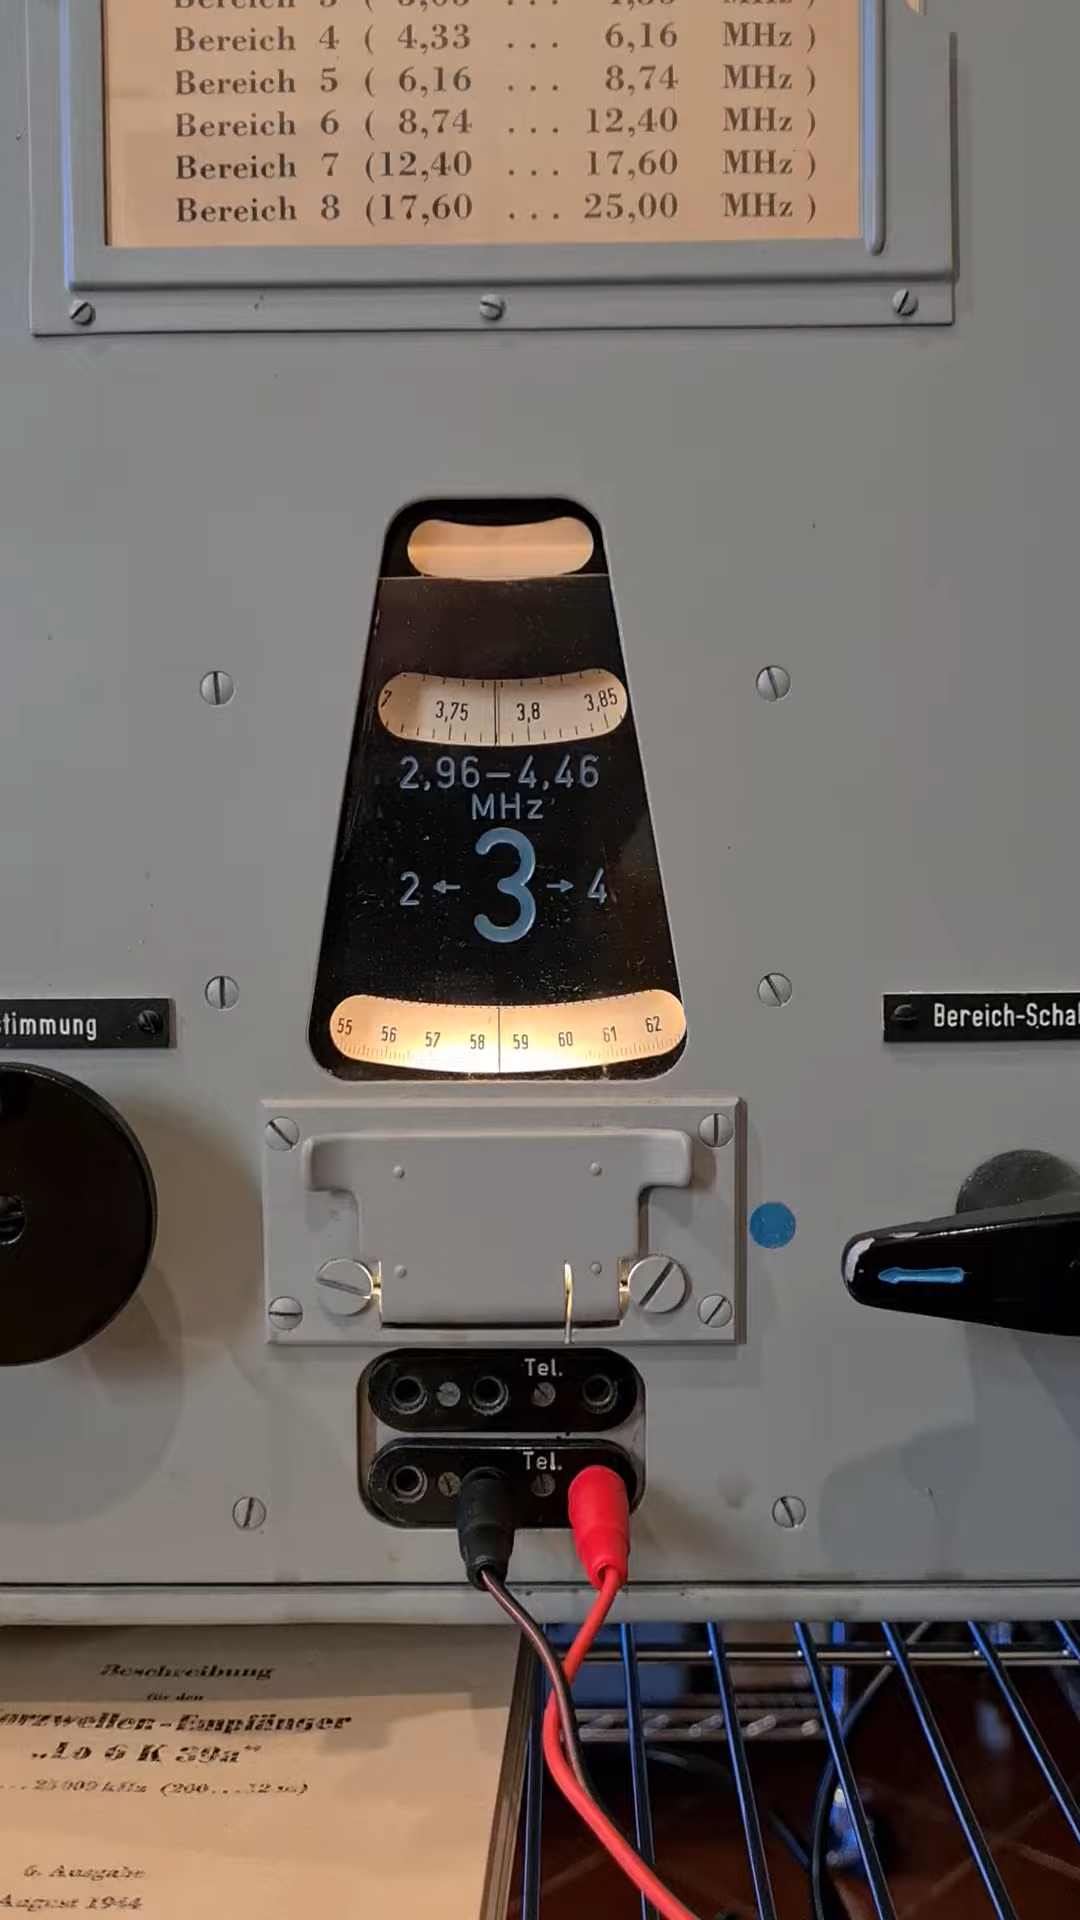 Bereich 4 ( 4,33 ... 6,16 MHz )
Bereich 5 ( 6,16 ... 8,74 MHz )
Bereich 6 ( 8,74 ... 12,40 MHz )
Bereich 7 (12,40 ... 17,60 MHz )
Bereich 8 (17,60 ... 25,00 MHz )
7 3,75 3,8 3,85
2,96–4,46
MHz
3
2 ← → 4
55 56 57 58 59 60 61 62
stimmung
Bereich-Schal
Tel.
Tel.
Beschreibung
für den
urzwellen-Empfänger
„Lo 6 K 39a“
6. Ausgabe
August 1944